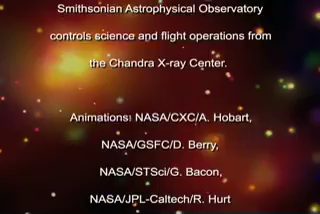 Smithsonian Astrophysical Observatory
controls science and flight operations from
the Chandra X-ray Center.
Animations: NASA/CXC/A. Hobart,
NASA/GSFC/D. Berry,
NASA/STSci/G. Bacon,
NASA/JPL-Caltech/R. Hurt